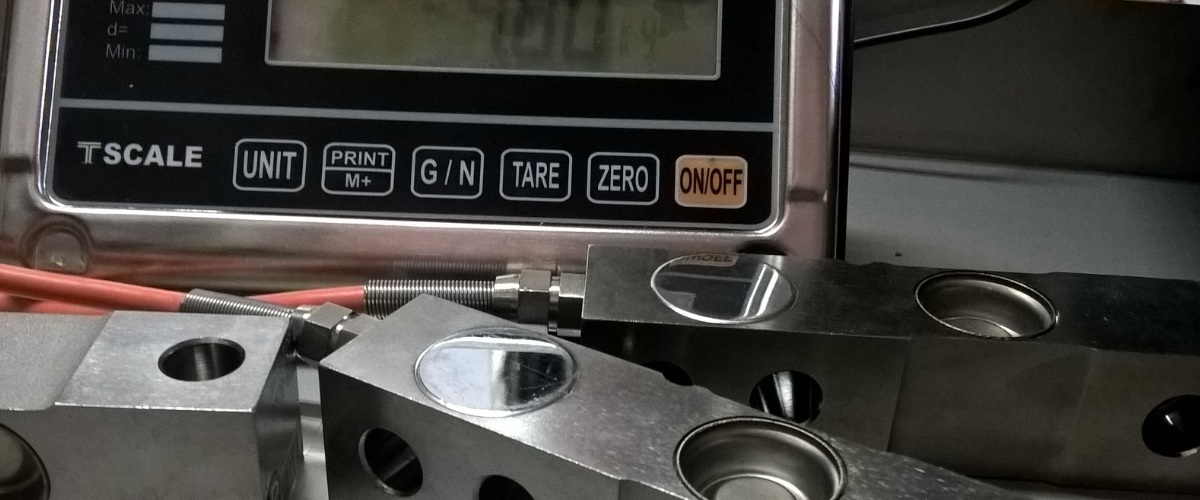 Max:
d=
Min:
TSCALE
UNIT
PRINT
M+
G / N
TARE
ZERO
ON/OFF